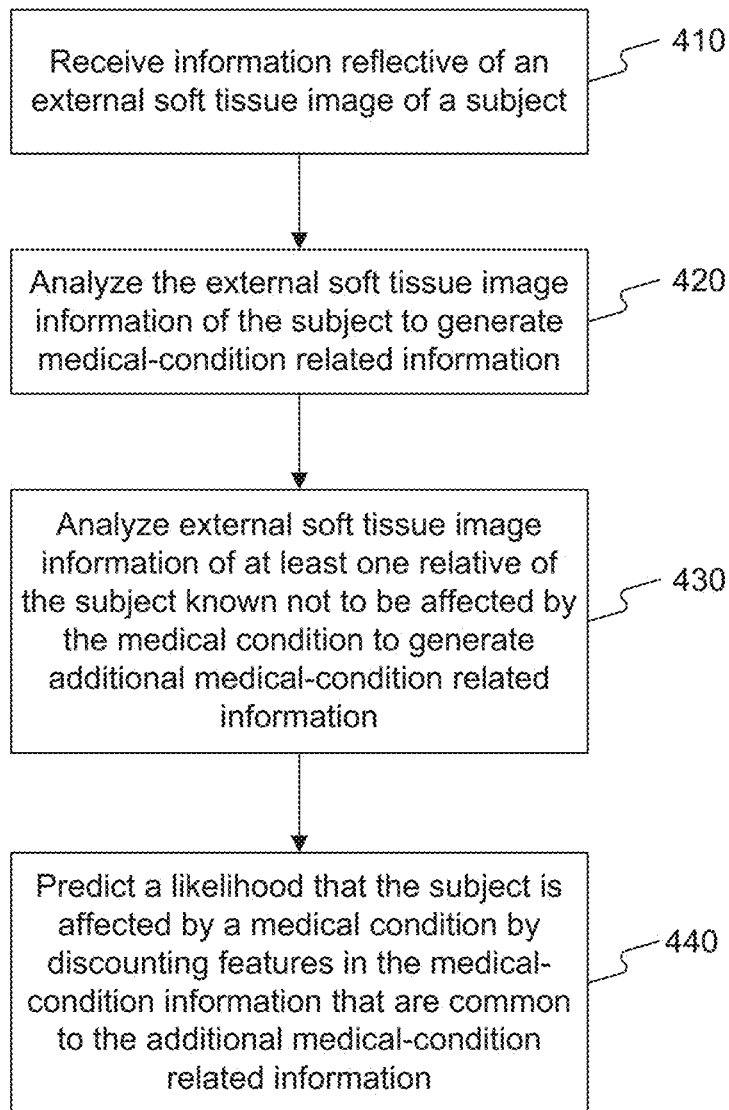 Receive information reflective of an
external soft tissue image of a subject
410
Analyze the external soft tissue image
information of the subject to generate
medical-condition related information
420
Analyze external soft tissue image
information of at least one relative of
the subject known not to be affected by
the medical condition to generate
additional medical-condition related
information
430
Predict a likelihood that the subject is
affected by a medical condition by
discounting features in the medical-
condition information that are common
to the additional medical-condition
related information
440